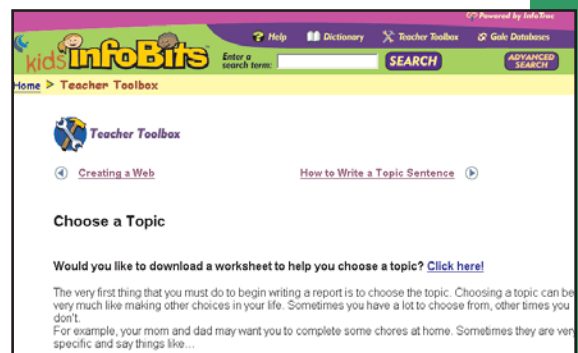 Powered by InfoTrac
Help Dictionary Teacher Toolbox Gale Databases
kids InfoBits Enter a search term: SEARCH ADVANCED SEARCH
Home > Teacher Toolbox
Teacher Toolbox
Creating a Web How to Write a Topic Sentence
Choose a Topic
Would you like to download a worksheet to help you choose a topic? Click here!
The very first thing that you must do to begin writing a report is to choose the topic. Choosing a topic can be
very much like making other choices in your life. Sometimes you have a lot to choose from, other times you
don't.
For example, your mom and dad may want you to complete some chores at home. Sometimes they are very
specific and say things like...